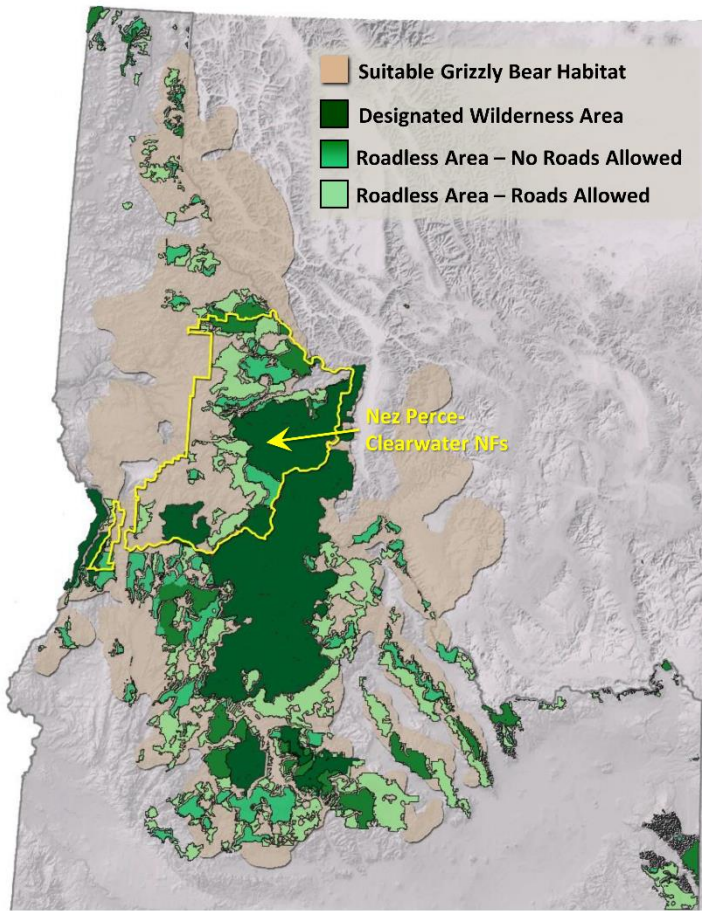 Suitable Grizzly Bear Habitat
Designated Wilderness Area
Roadless Area – No Roads Allowed
Roadless Area – Roads Allowed
Nez Perce-
Clearwater NFs